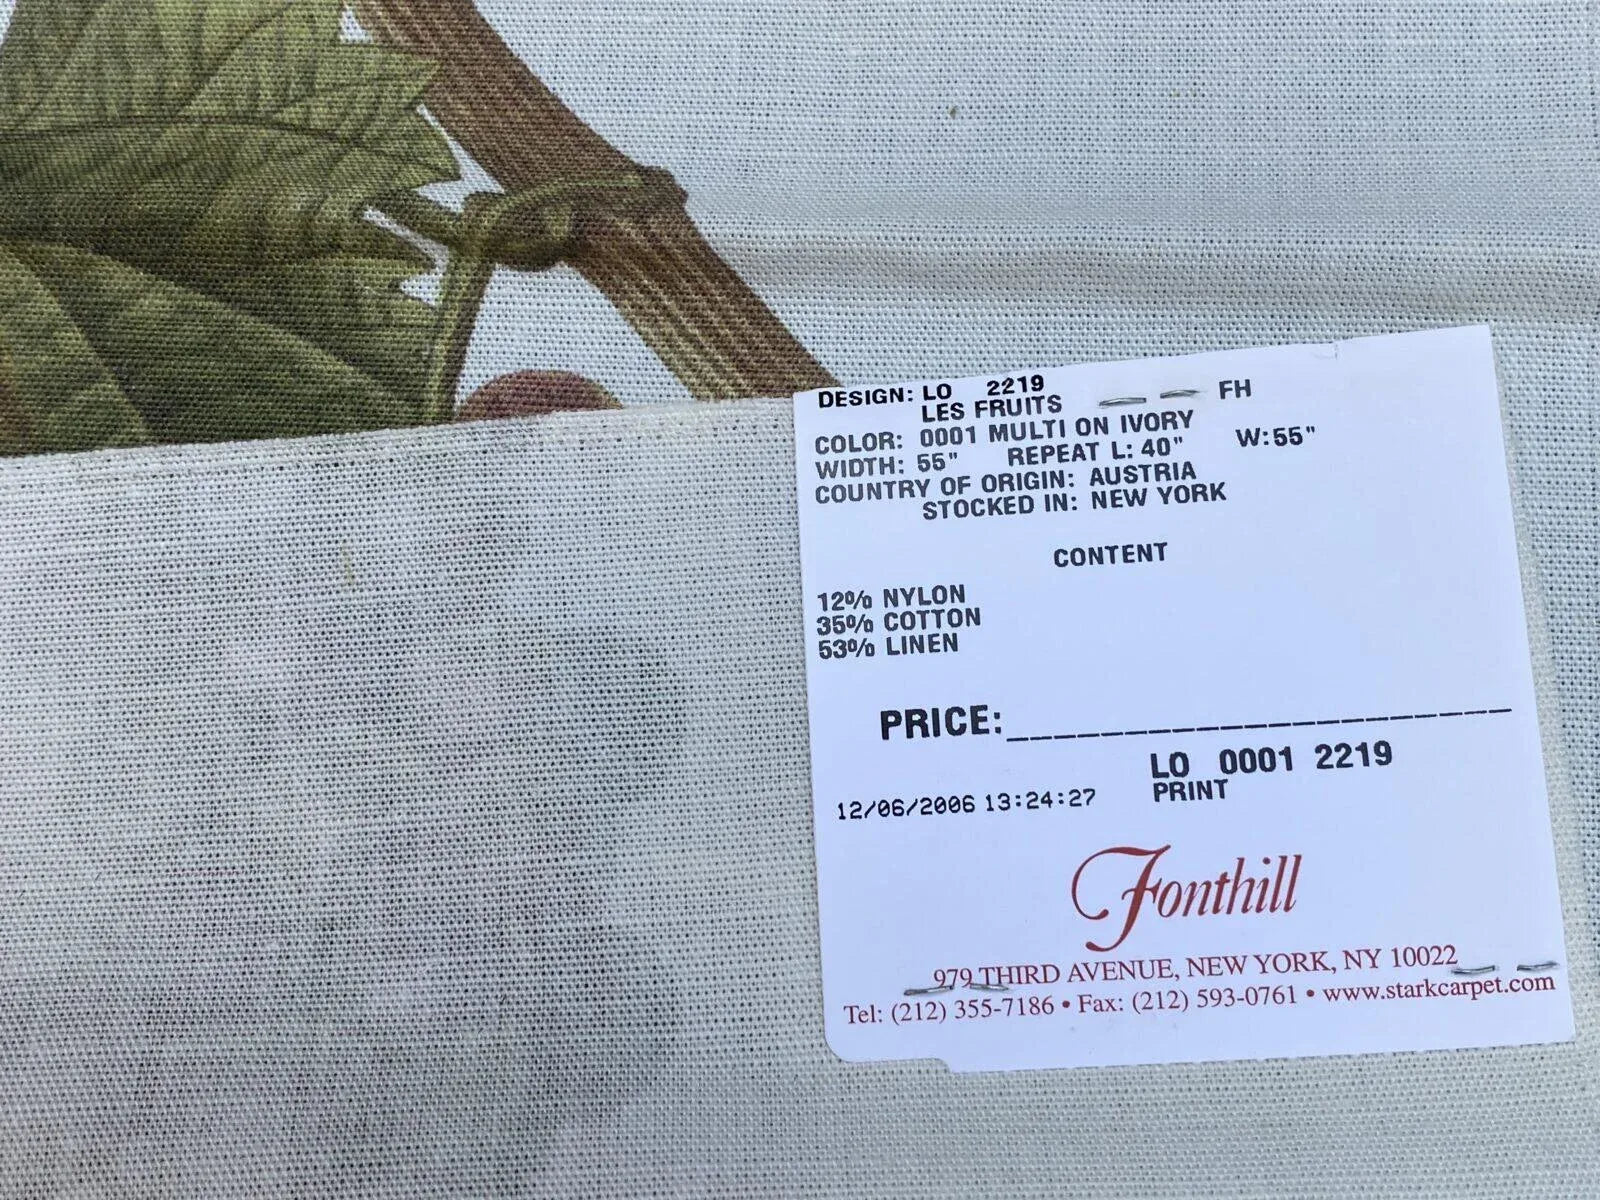 DESIGN: LO 2219
LES FRUITS FH
COLOR: 0001 MULTI ON IVORY
WIDTH: 55" REPEAT L: 40" W:55"
COUNTRY OF ORIGIN: AUSTRIA
STOCKED IN: NEW YORK
CONTENT
12% NYLON
35% COTTON
53% LINEN
PRICE:
LO 0001 2219
12/06/2006 13:24:27 PRINT
Fonthill
979 THIRD AVENUE, NEW YORK, NY 10022
Tel: (212) 355-7186 • Fax: (212) 593-0761 • www.starkcarpet.com